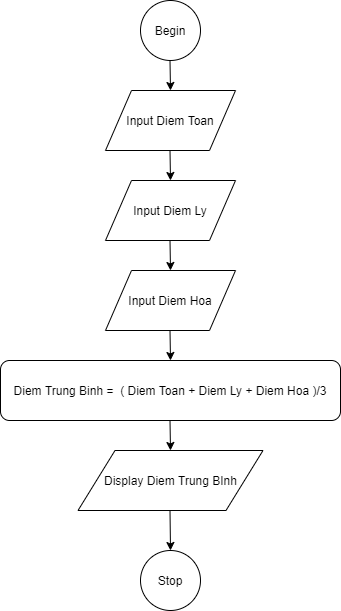 Begin
Input Diem Toan
Input Diem Ly
Input Diem Hoa
Diem Trung Binh = ( Diem Toan + Diem Ly + Diem Hoa )/3
Display Diem Trung BInh
Stop